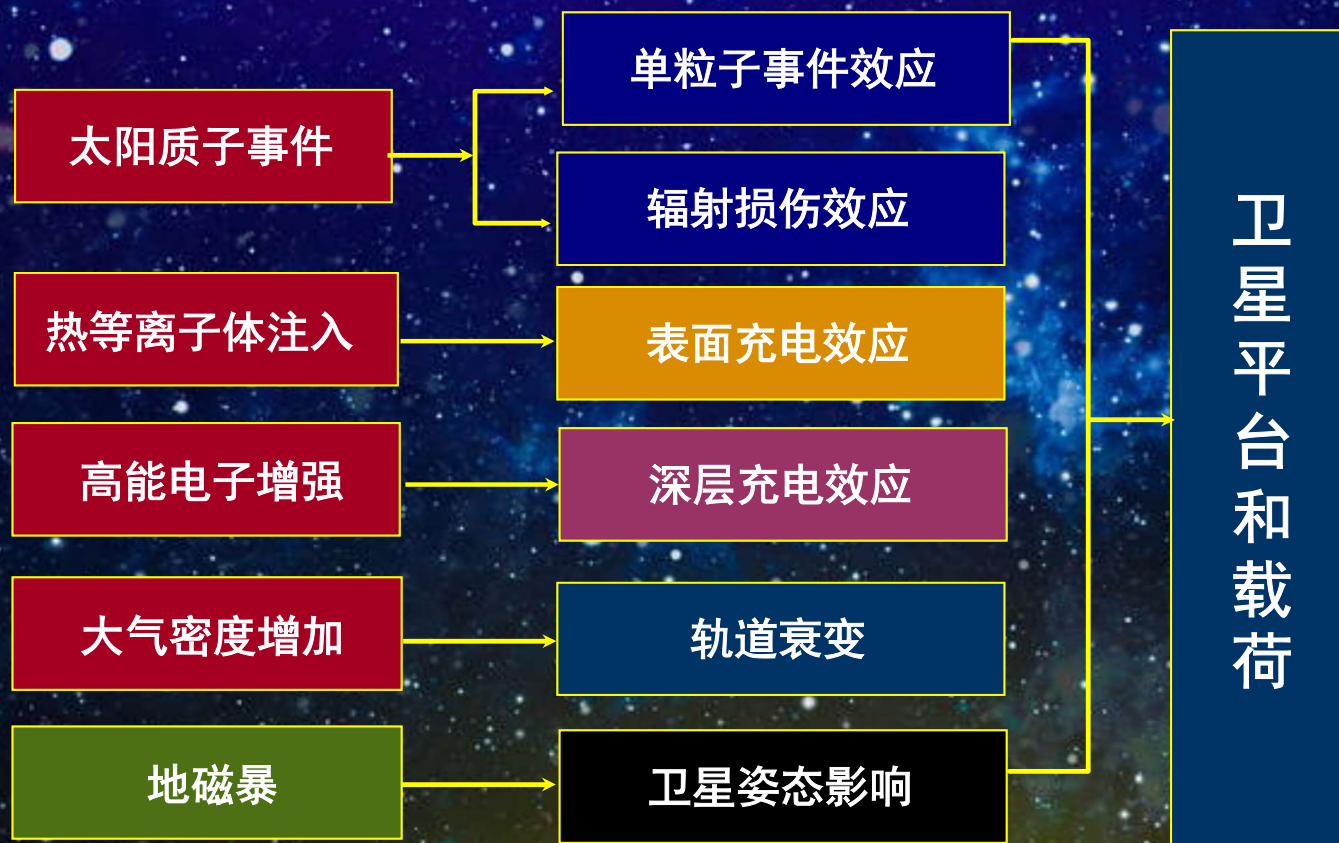 太阳质子事件
单粒子事件效应
辐射损伤效应
热等离子体注入
表面充电效应
高能电子增强
深层充电效应
大气密度增加
轨道衰变
地磁暴
卫星姿态影响
卫星平台和载荷